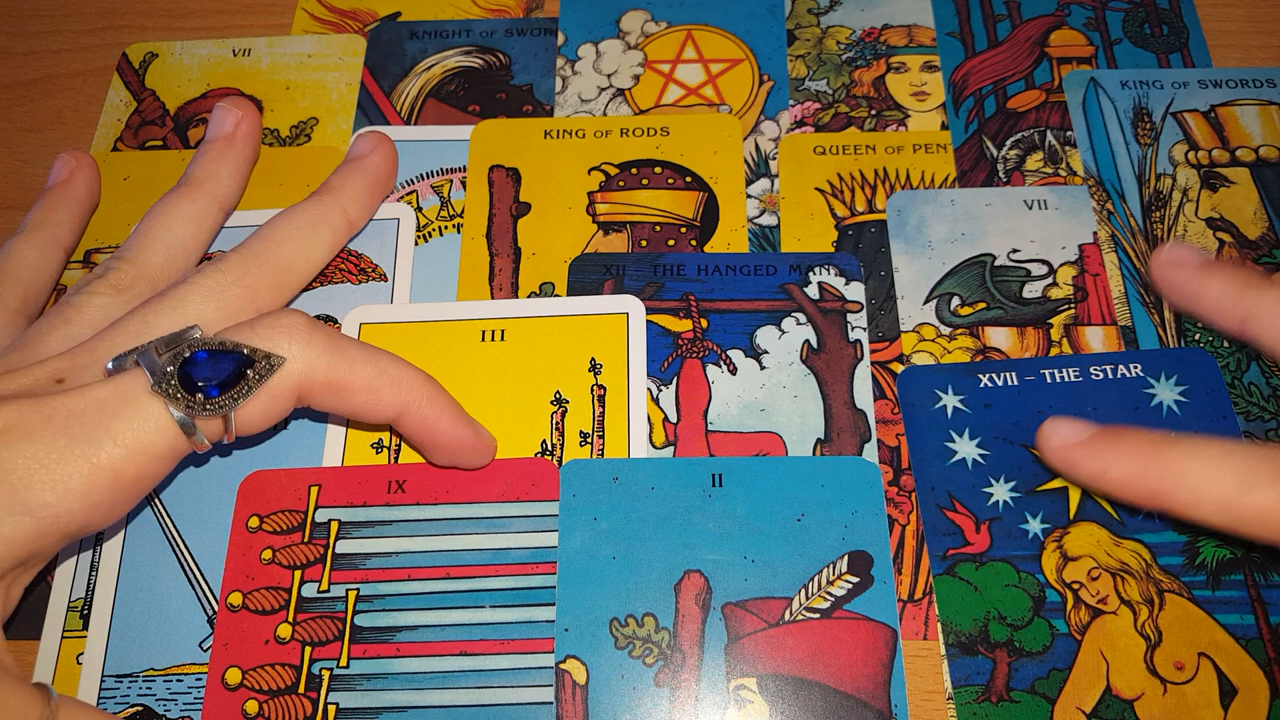 KNIGHT OF SWOR
VII
KING OF SWORDS
KING OF RODS
QUEEN OF PEN
VII
XII - THE HANGED MAN
III
XVII - THE STAR
IX
II